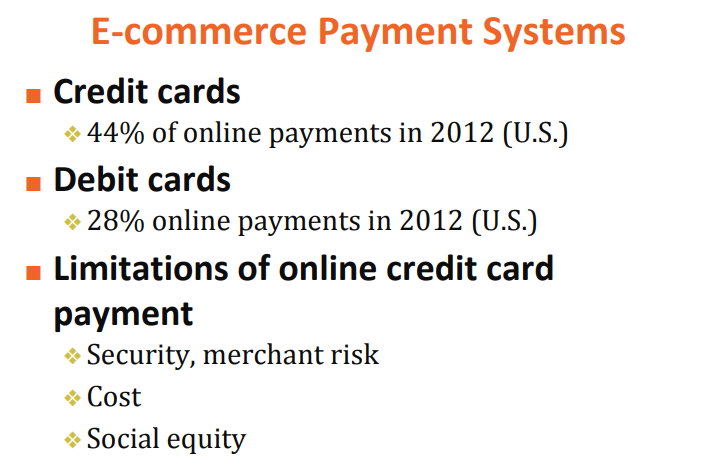 E-commerce Payment Systems
Credit cards
44% of online payments in 2012 (U.S.)
Debit cards
28% online payments in 2012 (U.S.)
Limitations of online credit card
payment
Security, merchant risk
Cost
Social equity